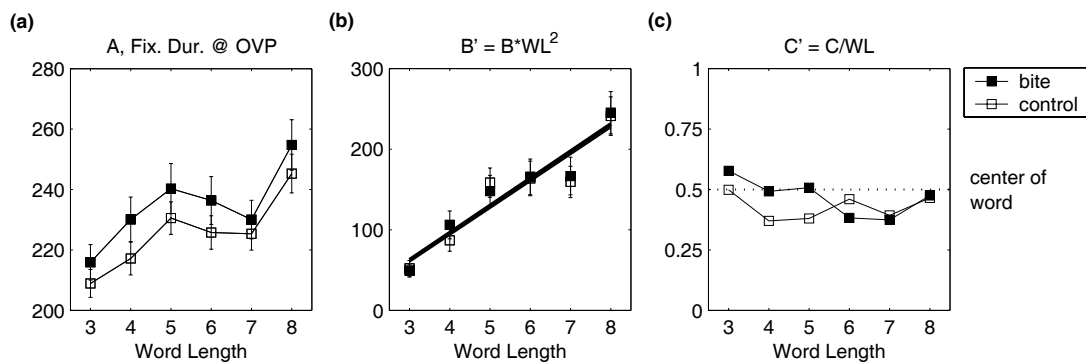 (a)
A, Fix. Dur. @ OVP
280
260
240
220
200
3 4 5 6 7 8
Word Length
(b)
B' = B*WL²
300
200
100
0
3 4 5 6 7 8
Word Length
(c)
C' = C/WL
1
0.75
0.5
0.25
0
3 4 5 6 7 8
Word Length
bite
control
center of
word